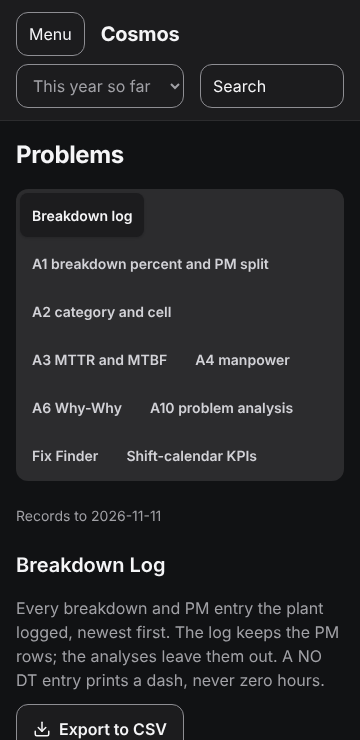 Menu Cosmos
This year so far Search
Problems
Breakdown log
A1 breakdown percent and PM split
A2 category and cell
A3 MTTR and MTBF A4 manpower
A6 Why-Why A10 problem analysis
Fix Finder Shift-calendar KPIs
Records to 2026-11-11
Breakdown Log
Every breakdown and PM entry the plant
logged, newest first. The log keeps the PM
rows; the analyses leave them out. A NO
DT entry prints a dash, never zero hours.
Export to CSV